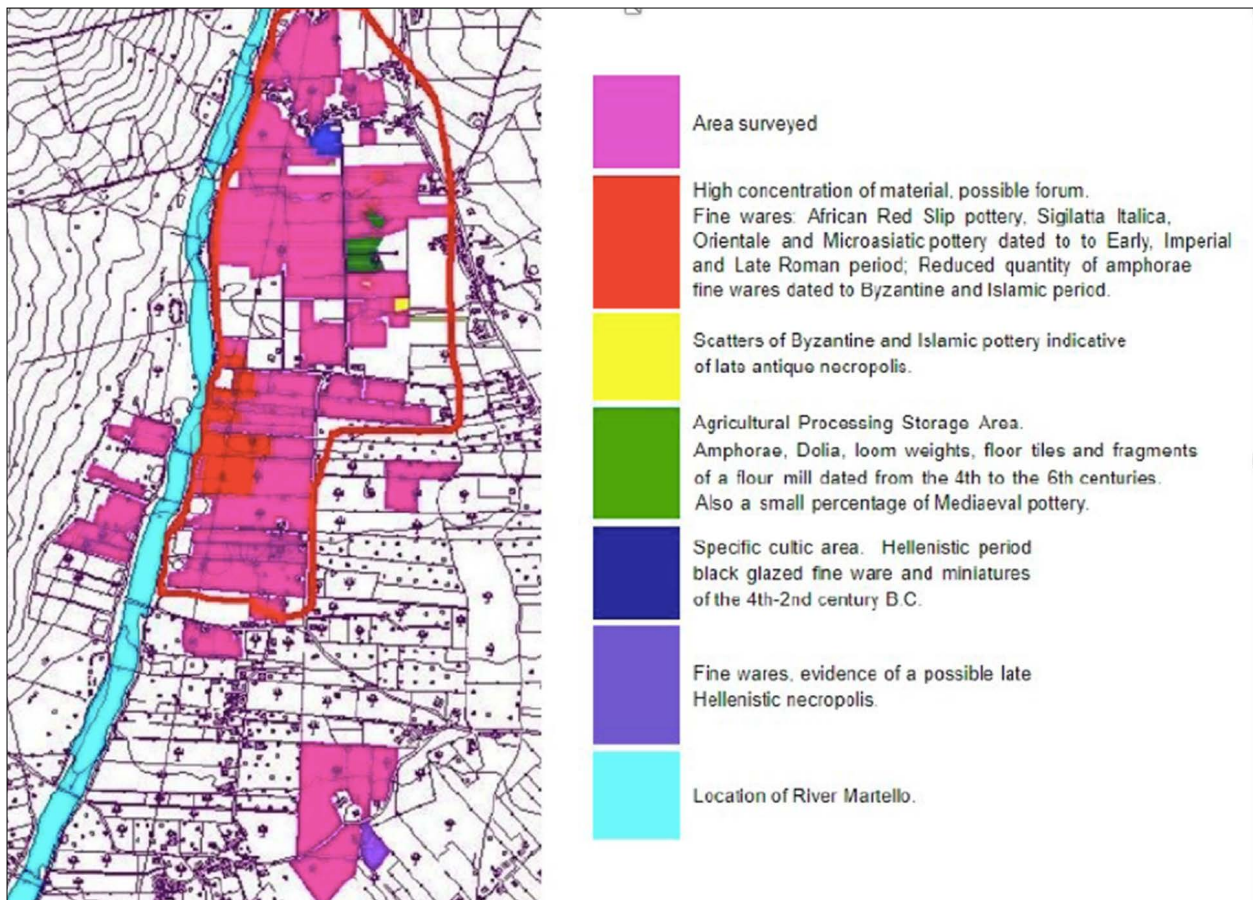 Area surveyed
High concentration of material, possible forum.
Fine wares: African Red Slip pottery, Sigilatta Italica,
Orientale and Microasiatic pottery dated to to Early, Imperial
and Late Roman period; Reduced quantity of amphorae
fine wares dated to Byzantine and Islamic period.
Scatters of Byzantine and Islamic pottery indicative
of late antique necropolis.
Agricultural Processing Storage Area.
Amphorae, Dolia, loom weights, floor tiles and fragments
of a flour mill dated from the 4th to the 6th centuries.
Also a small percentage of Mediaeval pottery.
Specific cultic area. Hellenistic period
black glazed fine ware and miniatures
of the 4th-2nd century B.C.
Fine wares, evidence of a possible late
Hellenistic necropolis.
Location of River Martello.